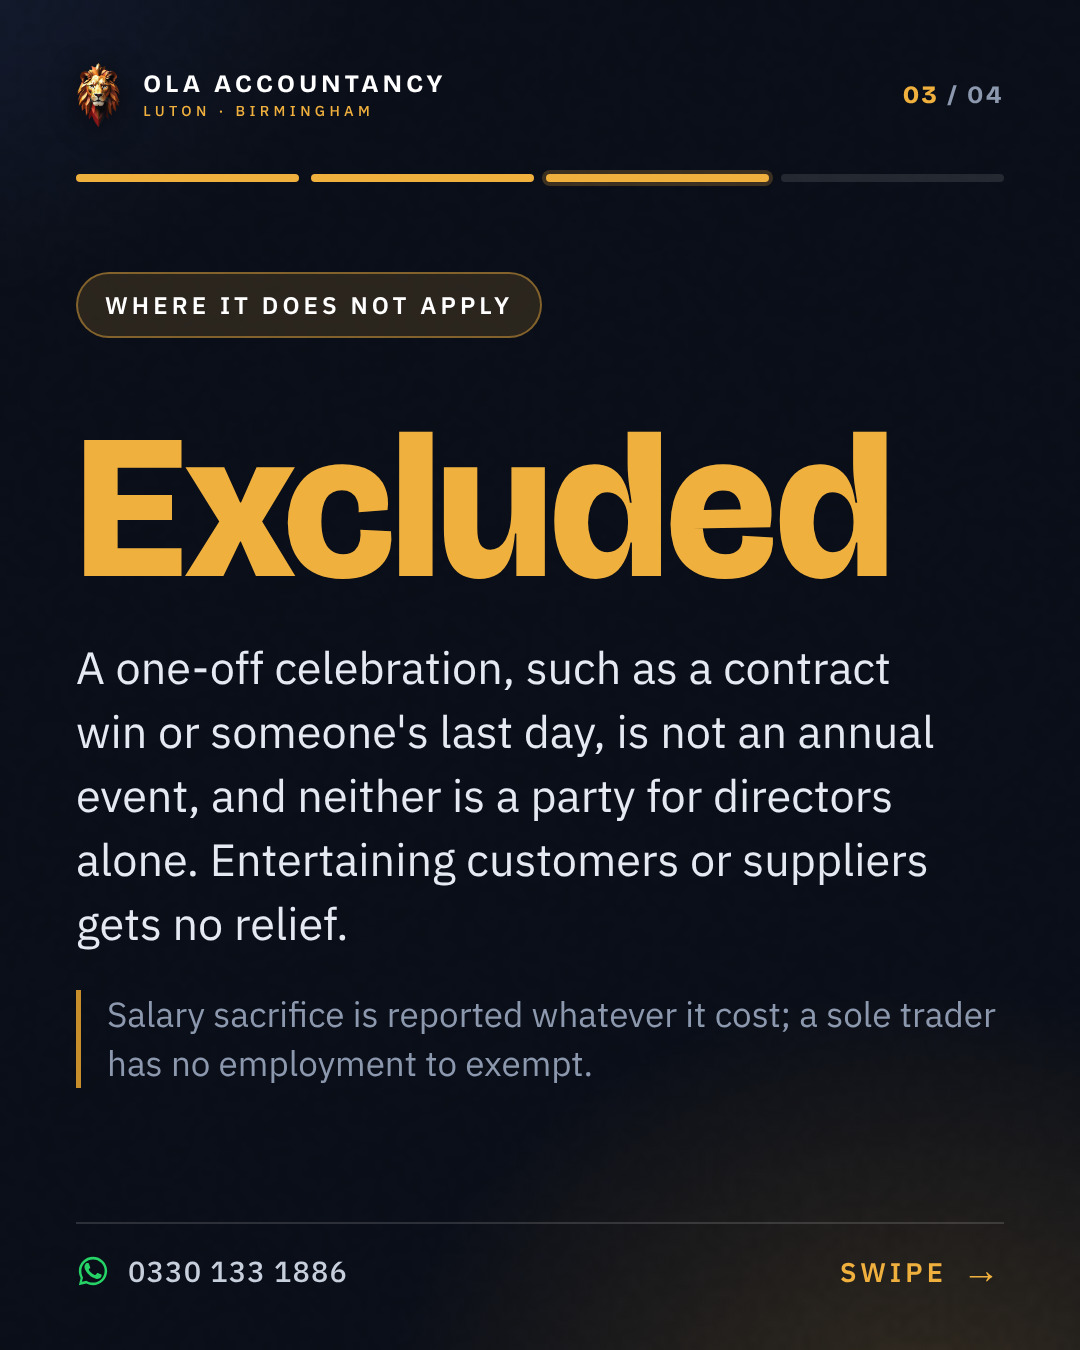 OLA ACCOUNTANCY
LUTON · BIRMINGHAM
03 / 04
WHERE IT DOES NOT APPLY
Excluded
A one-off celebration, such as a contract
win or someone's last day, is not an annual
event, and neither is a party for directors
alone. Entertaining customers or suppliers
gets no relief.
Salary sacrifice is reported whatever it cost; a sole trader
has no employment to exempt.
0330 133 1886
SWIPE →